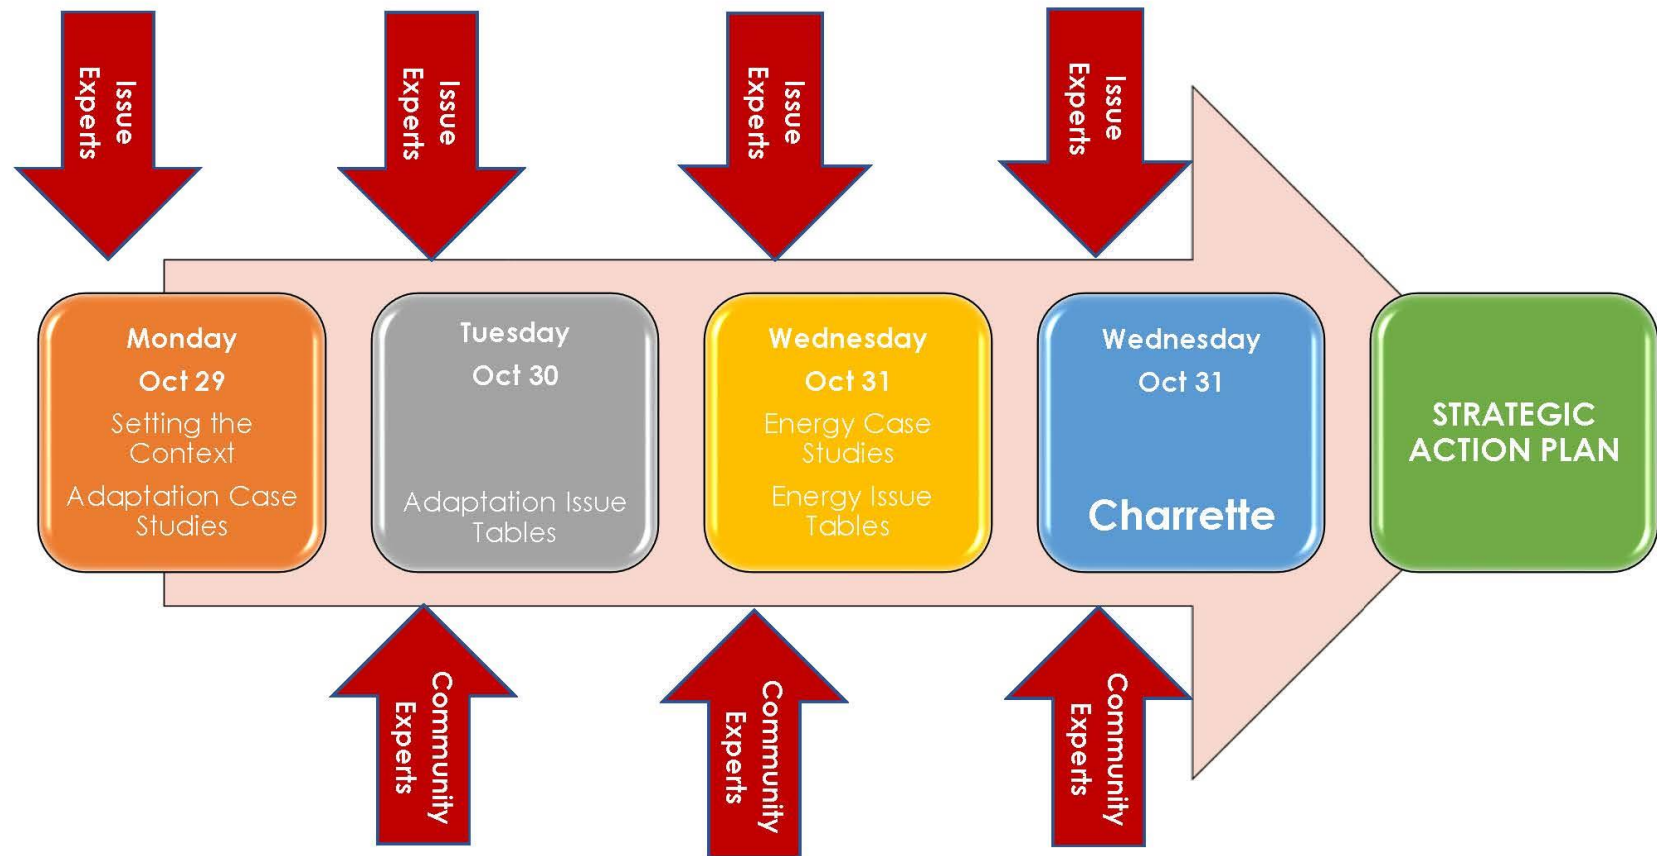 Issue
Experts
Issue
Experts
Issue
Experts
Issue
Experts
Monday
Oct 29
Setting the
Context
Adaptation Case
Studies
Tuesday
Oct 30
Adaptation Issue
Tables
Wednesday
Oct 31
Energy Case
Studies
Energy Issue
Tables
Wednesday
Oct 31
Charrette
STRATEGIC
ACTION PLAN
Community
Experts
Community
Experts
Community
Experts